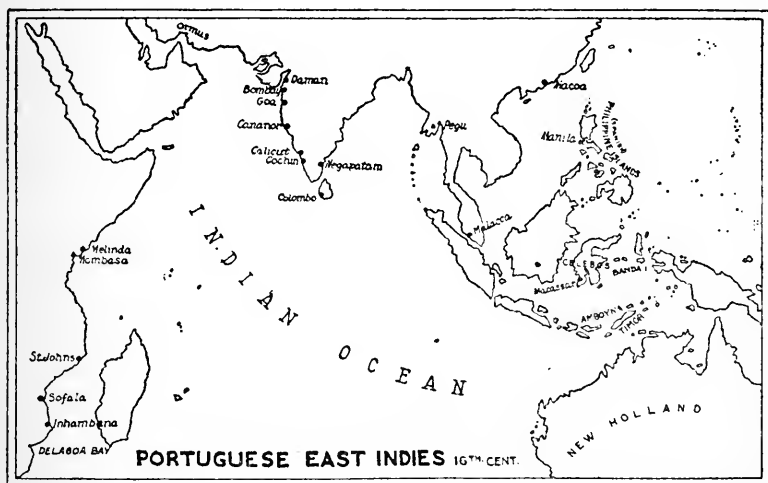 ORMUS
Daman
Bombay
Goa
Cananor
Calicut
Cochin
Negapatam
Colombo
Pegu
Macoa
Manila
PHILIPPINE ISLANDS
(SPANISH)
Malacca
CELEBES
Macassar
BANDA I
AMBOYNA
TIMOR
Melinda
Mombasa
INDIAN
OCEAN
St.Johns
Sofala
Inhambana
DELAGOA BAY
NEW HOLLAND
PORTUGUESE EAST INDIES 16TH. CENT.